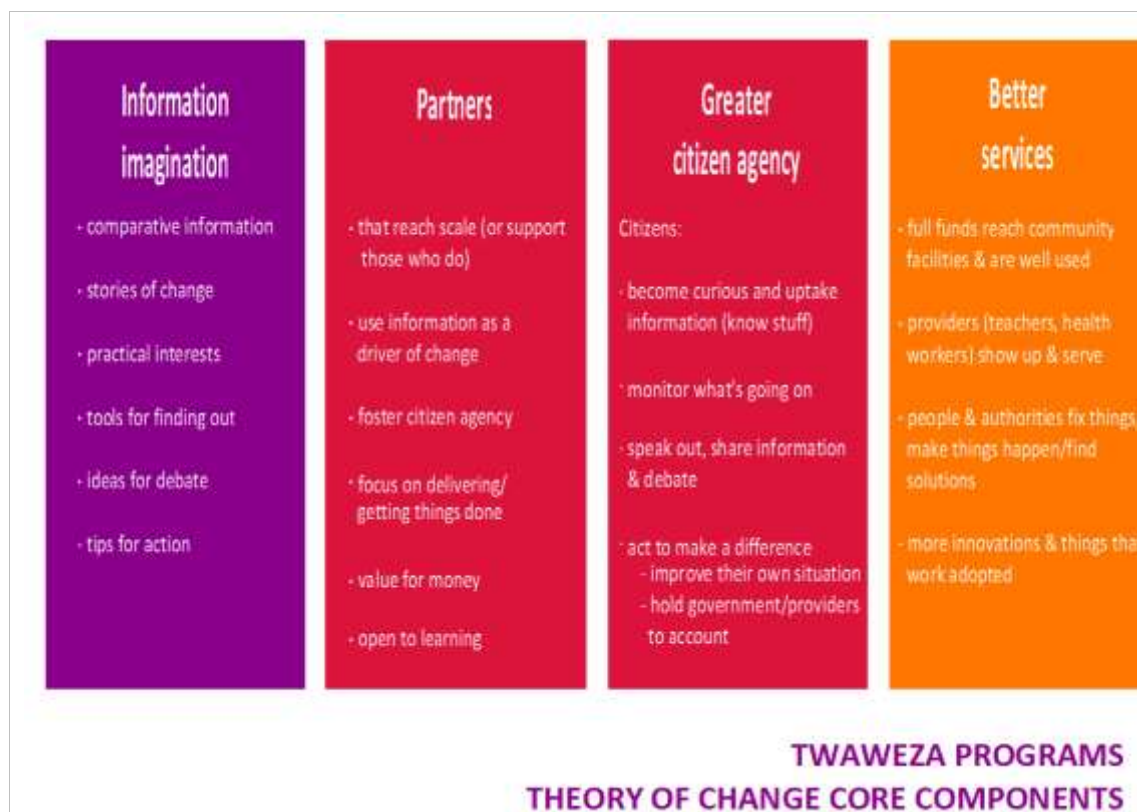 Information
imagination
- comparative information
- stories of change
- practical interests
- tools for finding out
- ideas for debate
- tips for action
Partners
- that reach scale (or support
those who do)
- use information as a
driver of change
- foster citizen agency
- focus on delivering/
getting things done
- value for money
- open to learning
Greater
citizen agency
Citizens:
- become curious and uptake
information (know stuff)
- monitor what's going on
- speak out, share information
& debate
- act to make a difference
- improve their own situation
- hold government/providers
to account
Better
services
- full funds reach community
facilities & are well used
- providers (teachers, health
workers) show up & serve
- people & authorities fix things,
make things happen/find
solutions
- more innovations & things tha
work adopted
TWAWEZA PROGRAMS
THEORY OF CHANGE CORE COMPONENTS